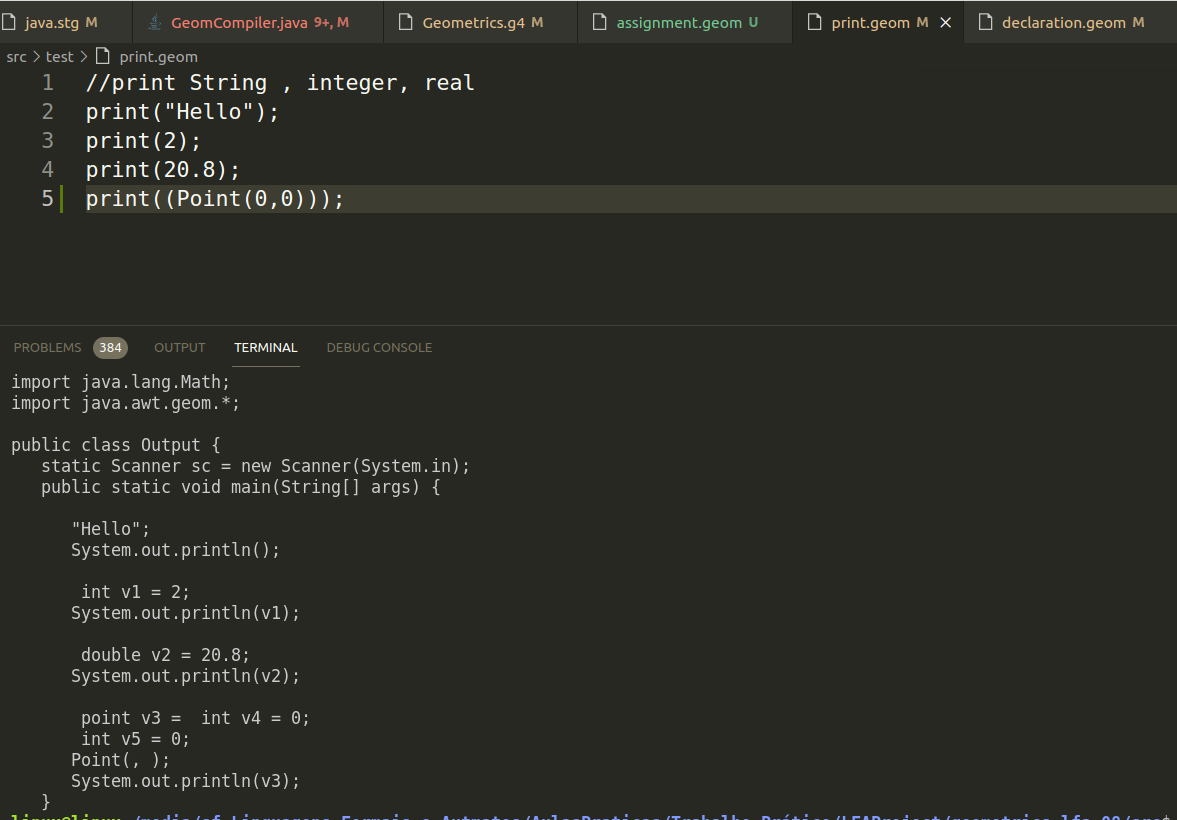 java.stg M GeomCompiler.java 9+, M Geometrics.g4 M assignment.geom U print.geom M declaration.geom M
src > test > print.geom
1 //print String , integer, real
2 print("Hello");
3 print(2);
4 print(20.8);
5 print((Point(0,0)));
PROBLEMS 384 OUTPUT TERMINAL DEBUG CONSOLE
import java.lang.Math;
import java.awt.geom.*;
public class Output {
static Scanner sc = new Scanner(System.in);
public static void main(String[] args) {
"Hello";
System.out.println();
int v1 = 2;
System.out.println(v1);
double v2 = 20.8;
System.out.println(v2);
point v3 =  int v4 = 0;
int v5 = 0;
Point(, );
System.out.println(v3);
}